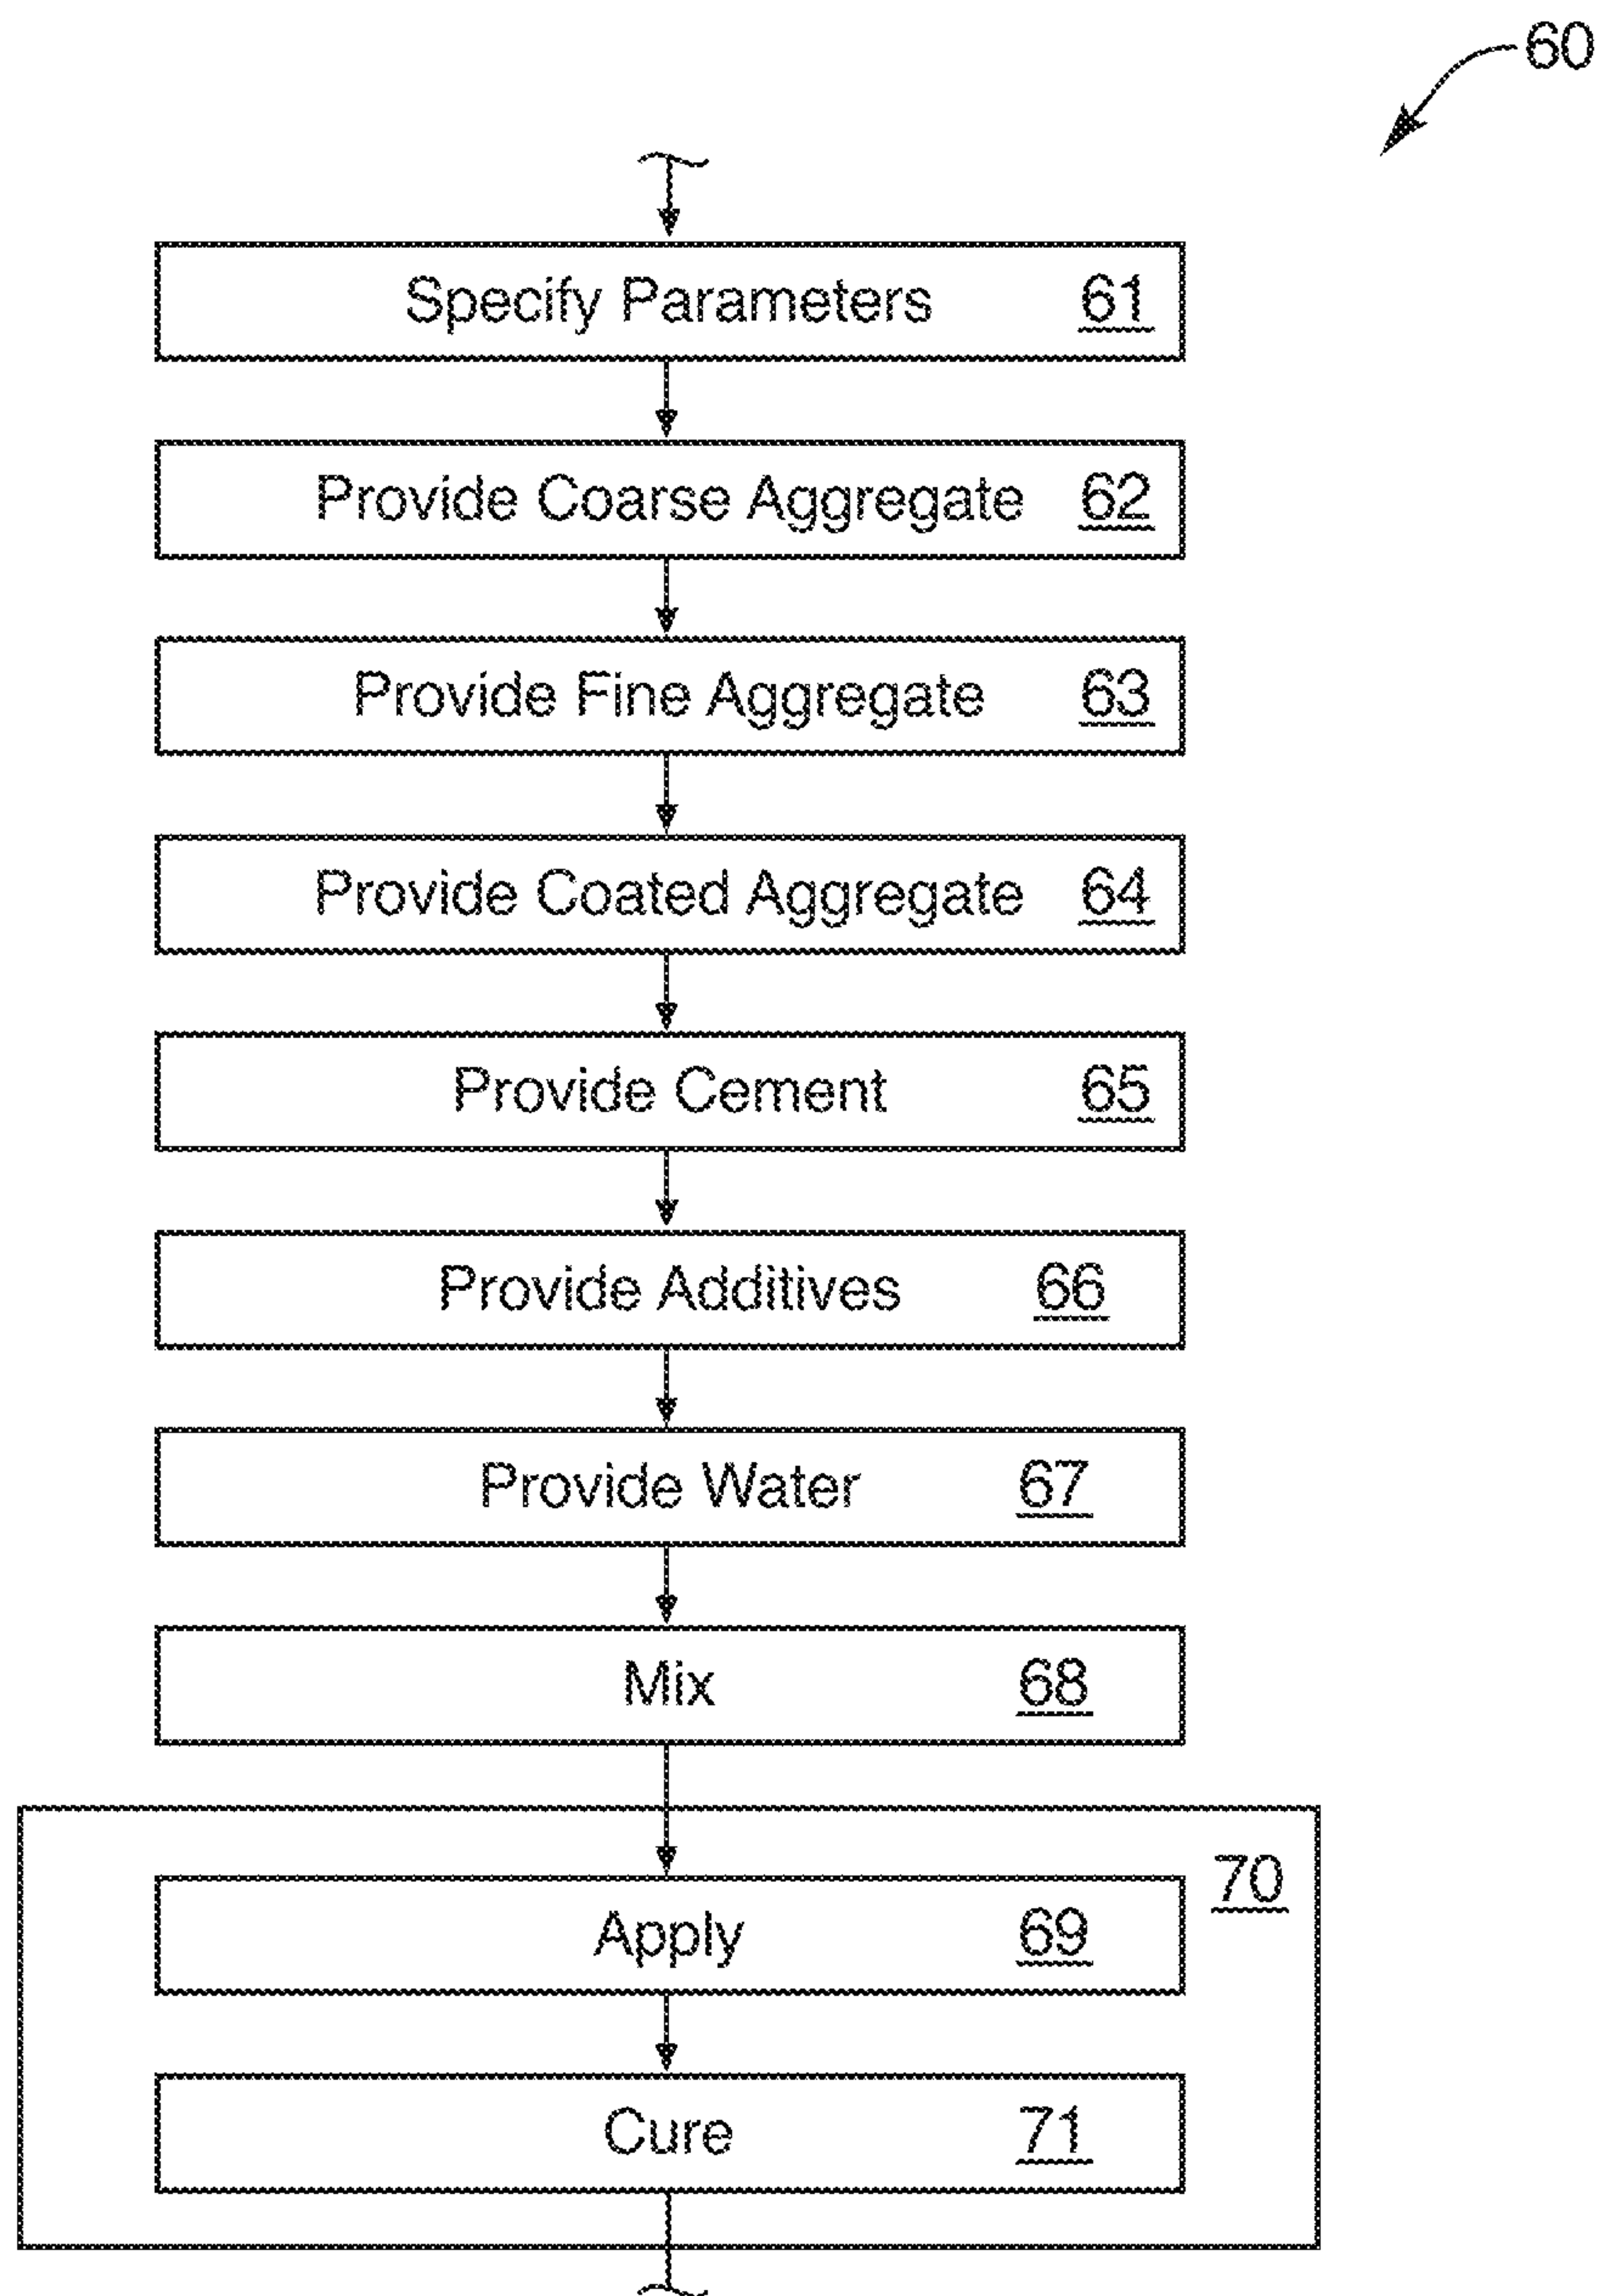 60
Specify Parameters 61
Provide Coarse Aggregate 62
Provide Fine Aggregate 63
Provide Coated Aggregate 64
Provide Cement 65
Provide Additives 66
Provide Water 67
Mix 68
70
Apply 69
Cure 71